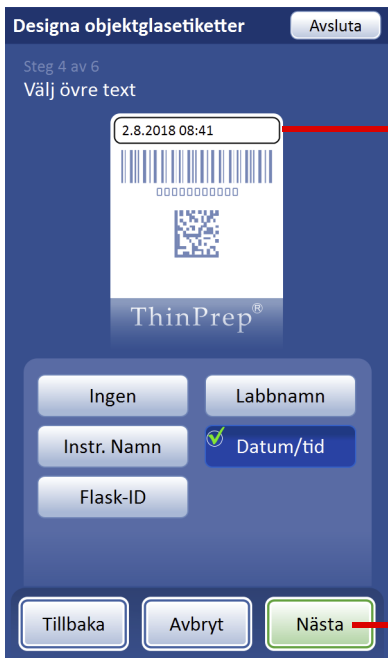 Designa objektglasetiketter
Avsluta
Steg 4 av 6
Välj övre text
2.8.2018 08:41
00000000000
ThinPrep®
Ingen
Labbnamn
Instr. Namn
Datum/tid
Flask-ID
Tillbaka
Avbryt
Nästa